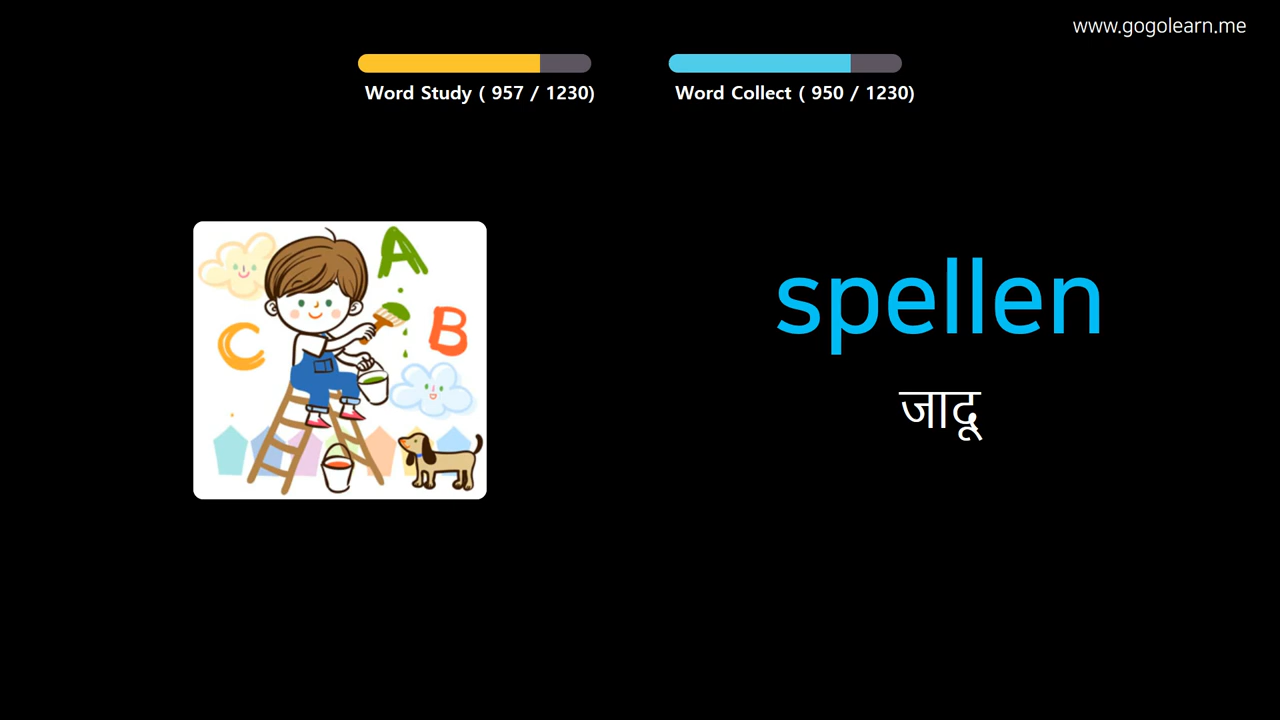 www.gogolearn.me
Word Study ( 957 / 1230)
Word Collect ( 950 / 1230)
A
B
C
spellen
जादू